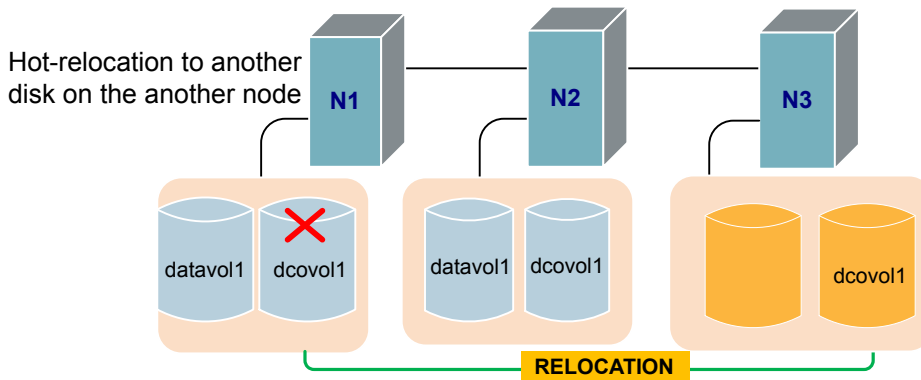 Hot-relocation to another
disk on the another node
N1
N2
N3
datavol1
dcovol1
datavol1
dcovol1
dcovol1
RELOCATION